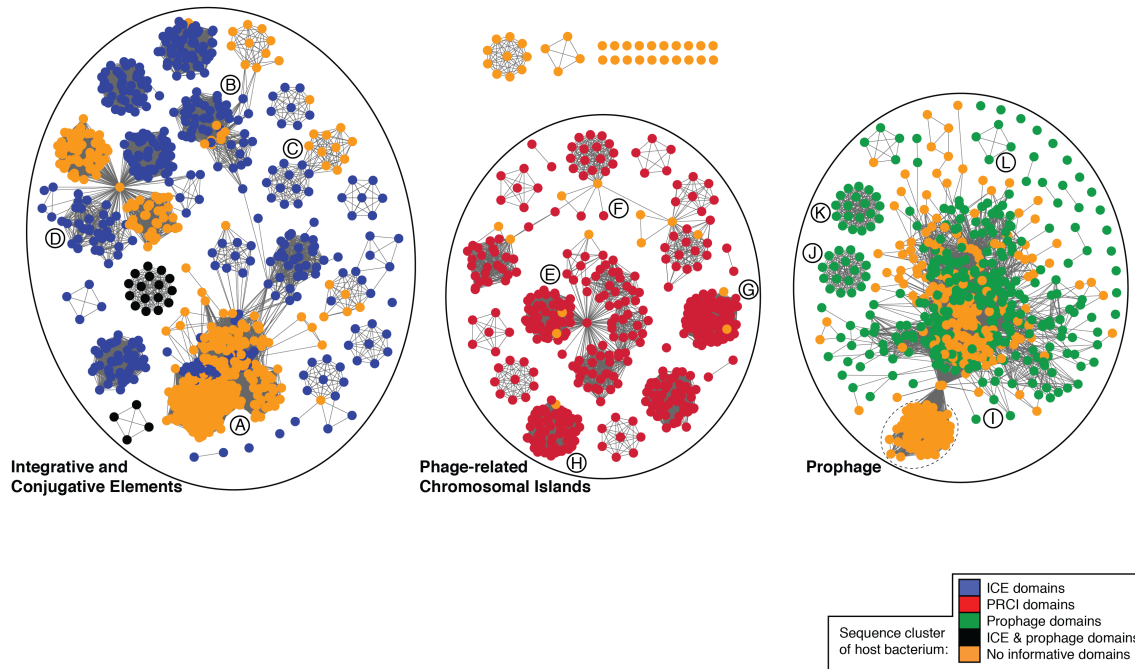 B
C
D
A
Integrative and
Conjugative Elements
F
E
G
H
Phage-related
Chromosomal Islands
L
K
J
I
Prophage
Sequence cluster
of host bacterium:
ICE domains
PRCI domains
Prophage domains
ICE & prophage domains
No informative domains